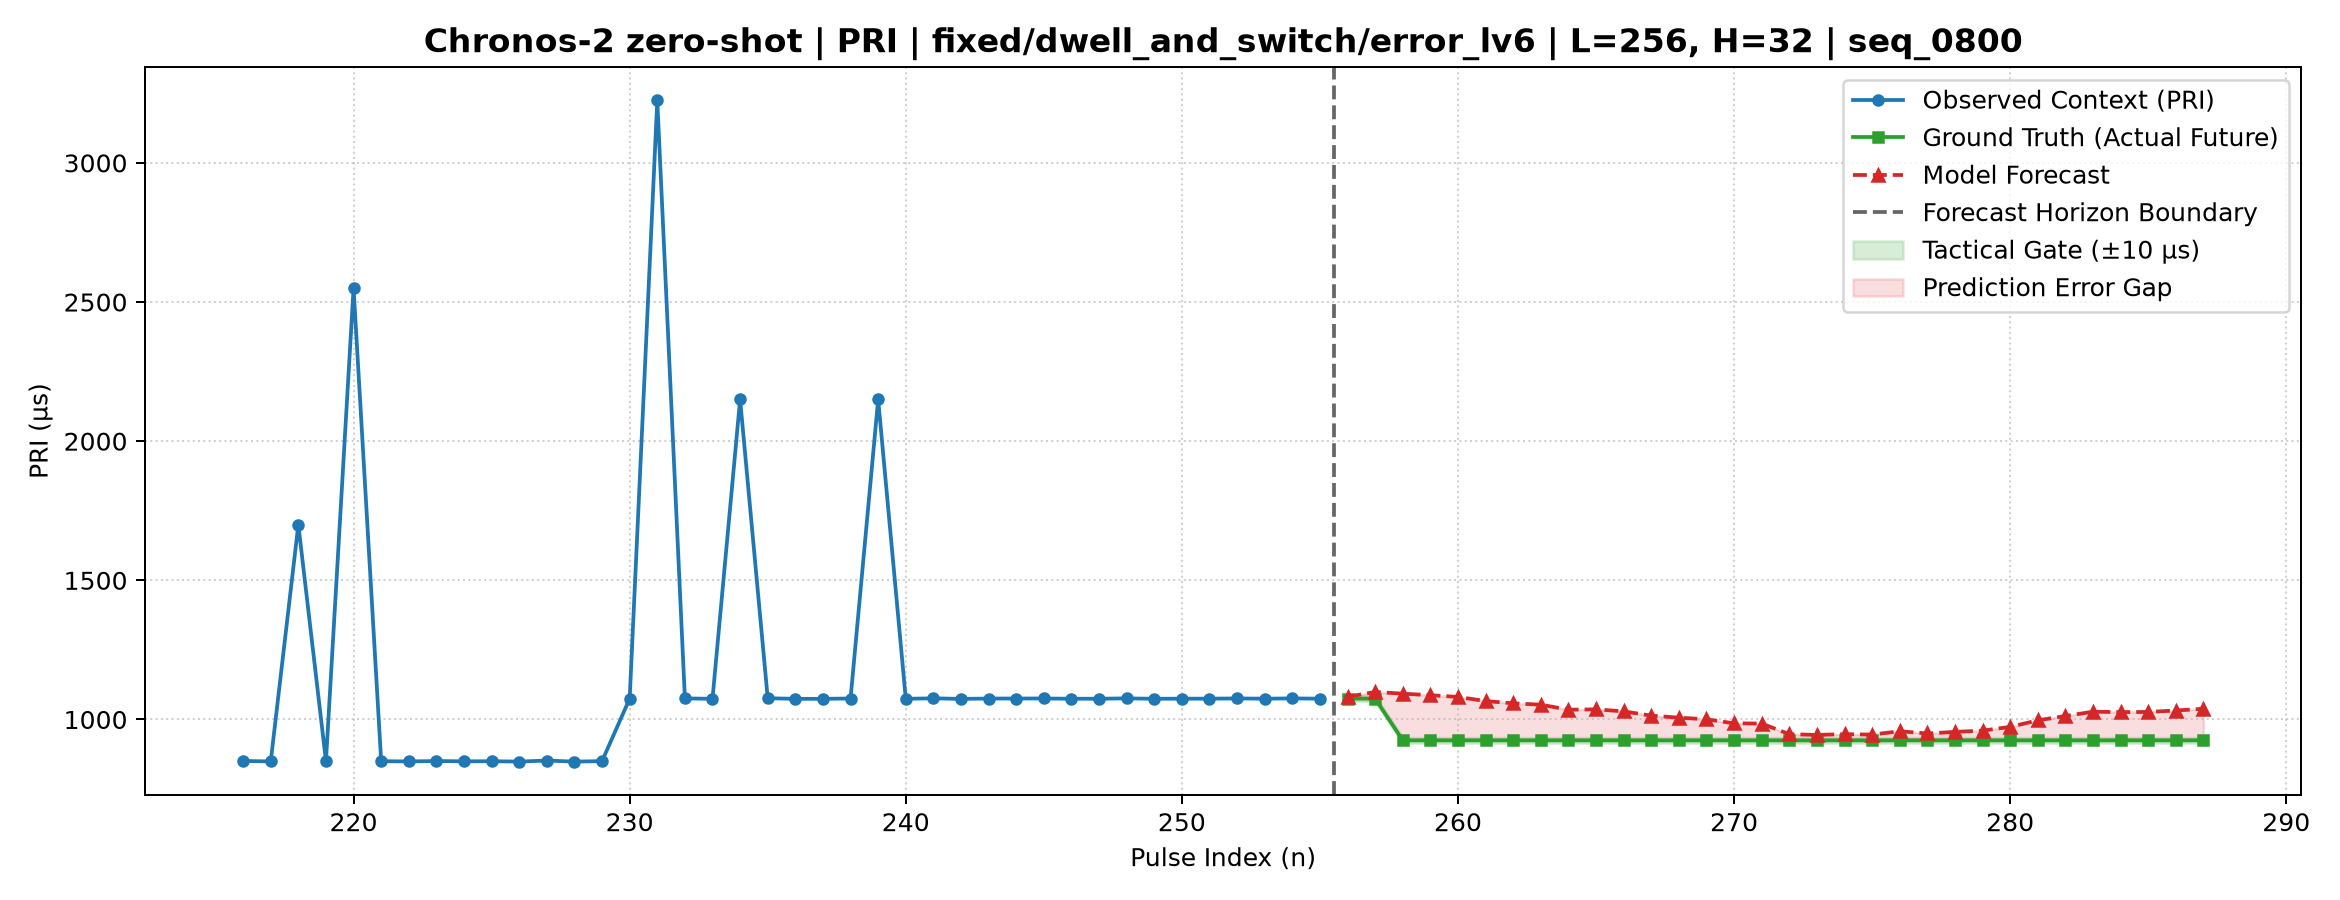 Chronos-2 zero-shot | PRI | fixed/dwell_and_switch/error_lv6 | L=256, H=32 | seq_0800
Observed Context (PRI)
Ground Truth (Actual Future)
Model Forecast
Forecast Horizon Boundary
Tactical Gate (±10 µs)
Prediction Error Gap
PRI (µs)
3000
2500
2000
1500
1000
220 230 240 250 260 270 280 290
Pulse Index (n)